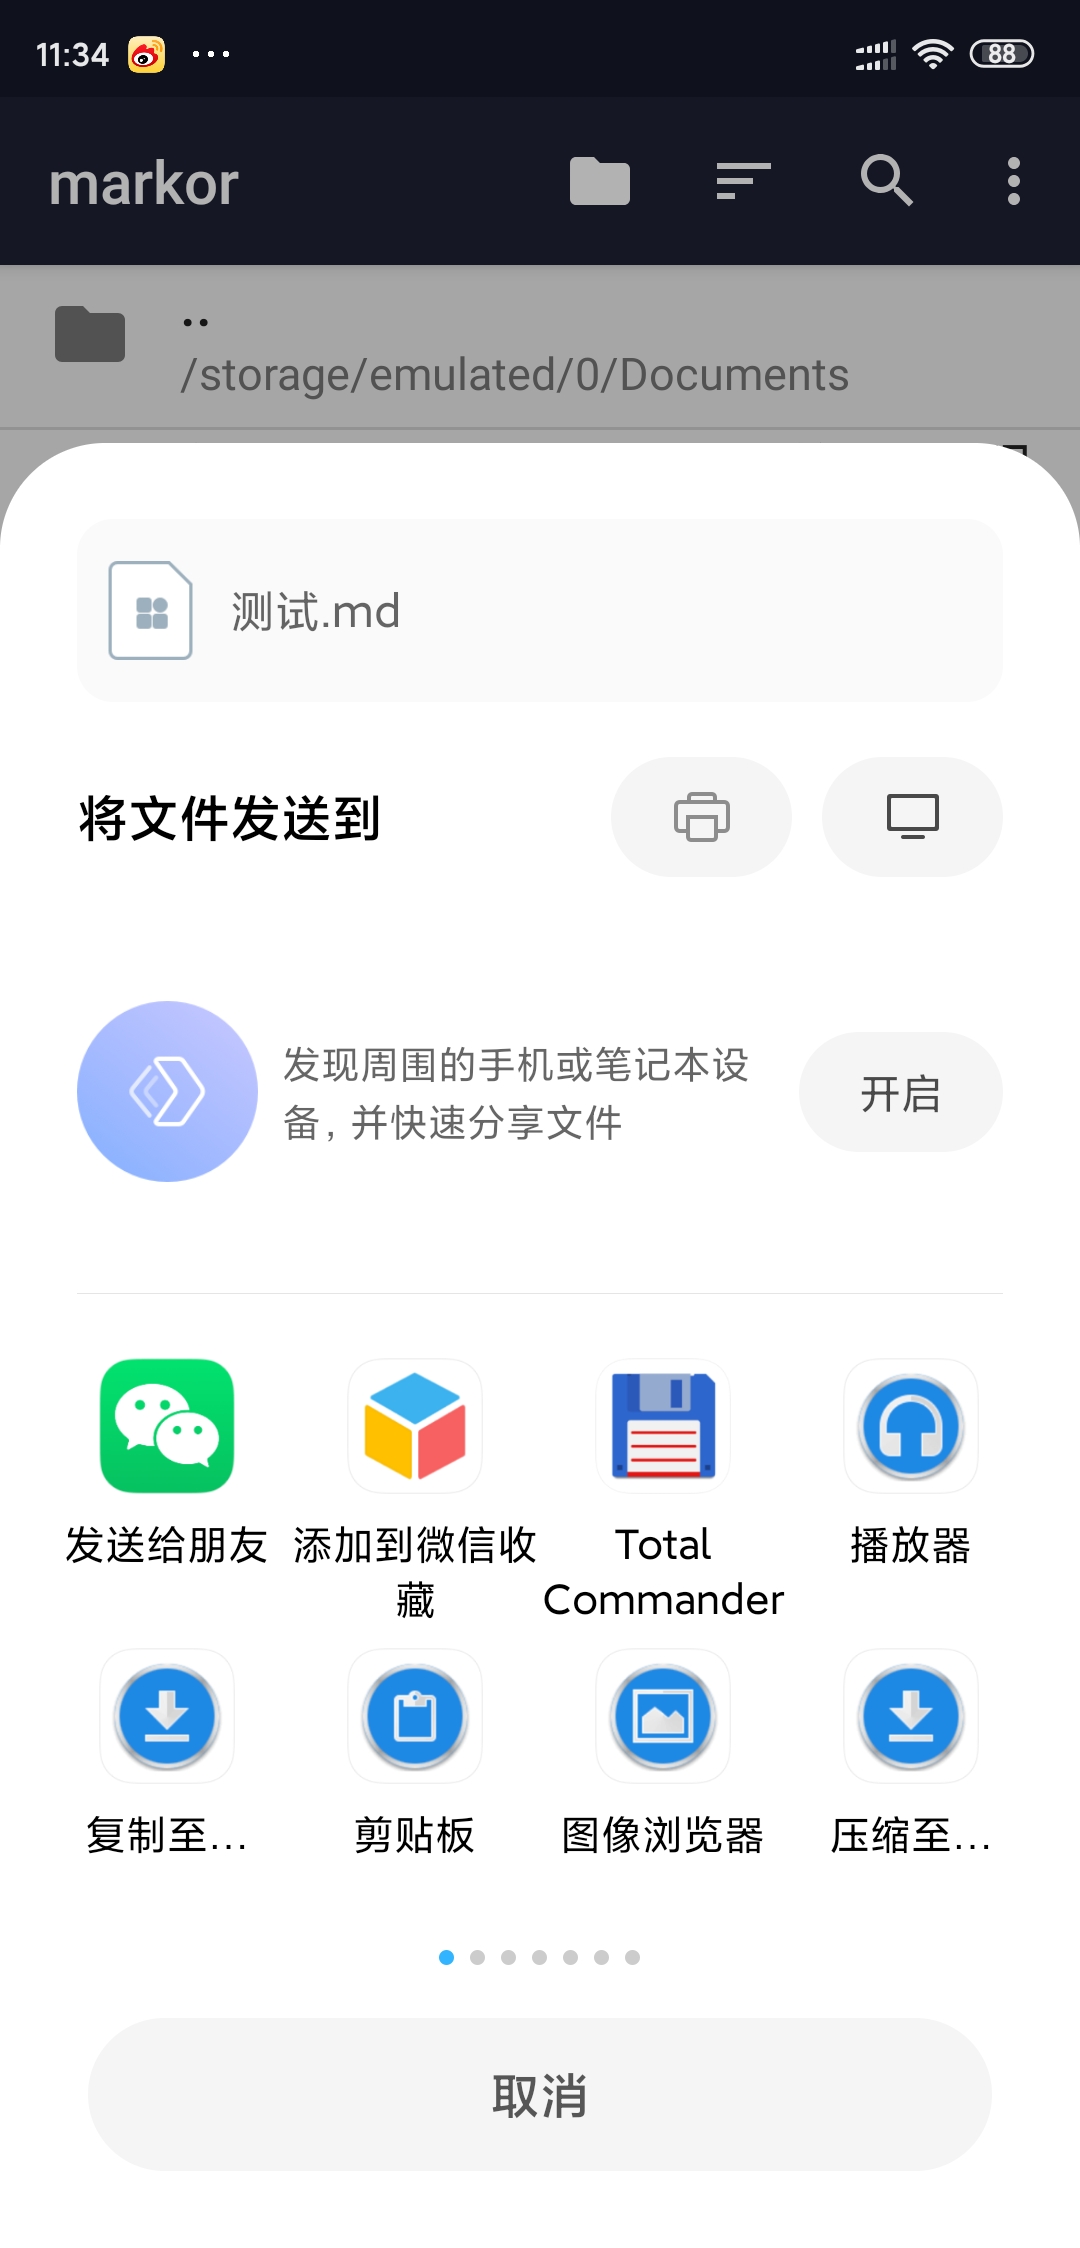 11:34
88
markor
..
/storage/emulated/0/Documents
测试.md
将文件发送到
发现周围的手机或笔记本设
备，并快速分享文件
开启
发送给朋友
添加到微信收
藏
Total
Commander
播放器
复制至...
剪贴板
图像浏览器
压缩至...
取消